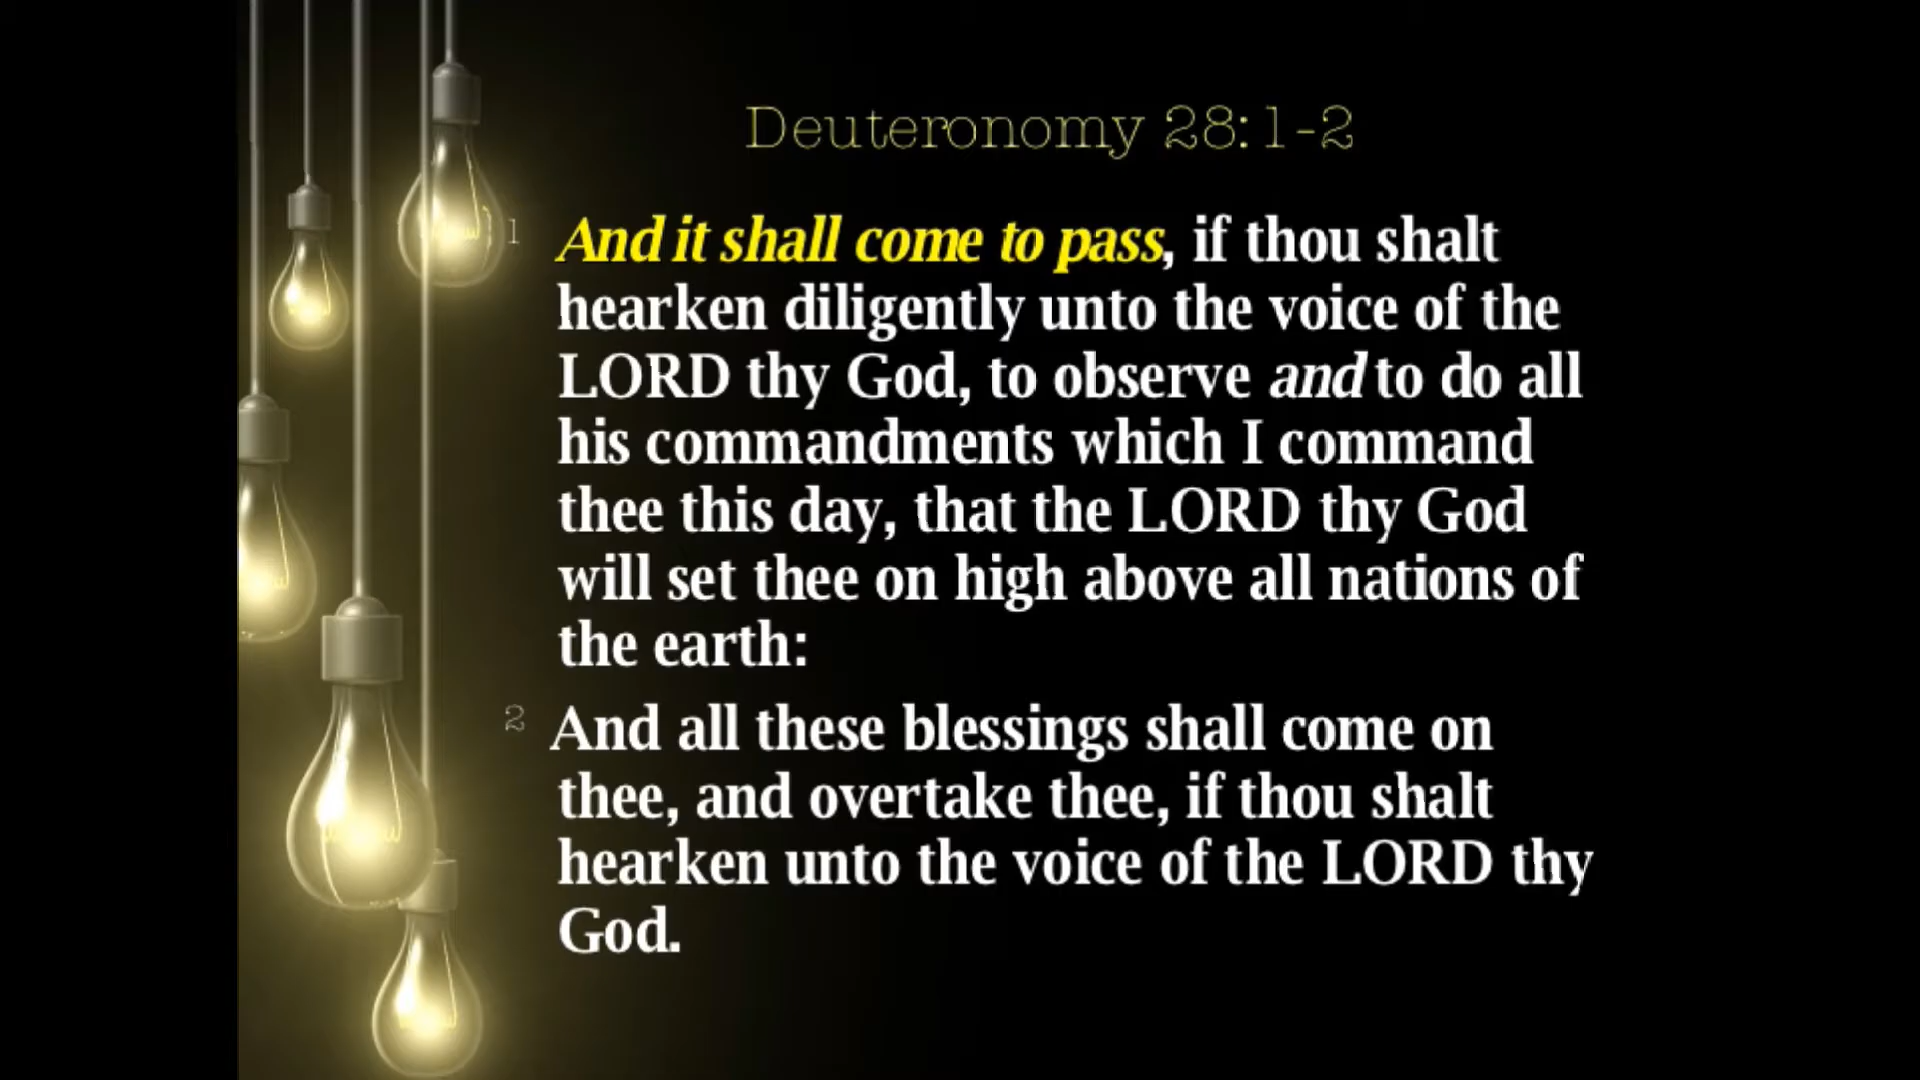 Deuteronomy 28:1-2
1 And it shall come to pass, if thou shalt
hearken diligently unto the voice of the
LORD thy God, to observe and to do all
his commandments which I command
thee this day, that the LORD thy God
will set thee on high above all nations of
the earth:
2 And all these blessings shall come on
thee, and overtake thee, if thou shalt
hearken unto the voice of the LORD thy
God.